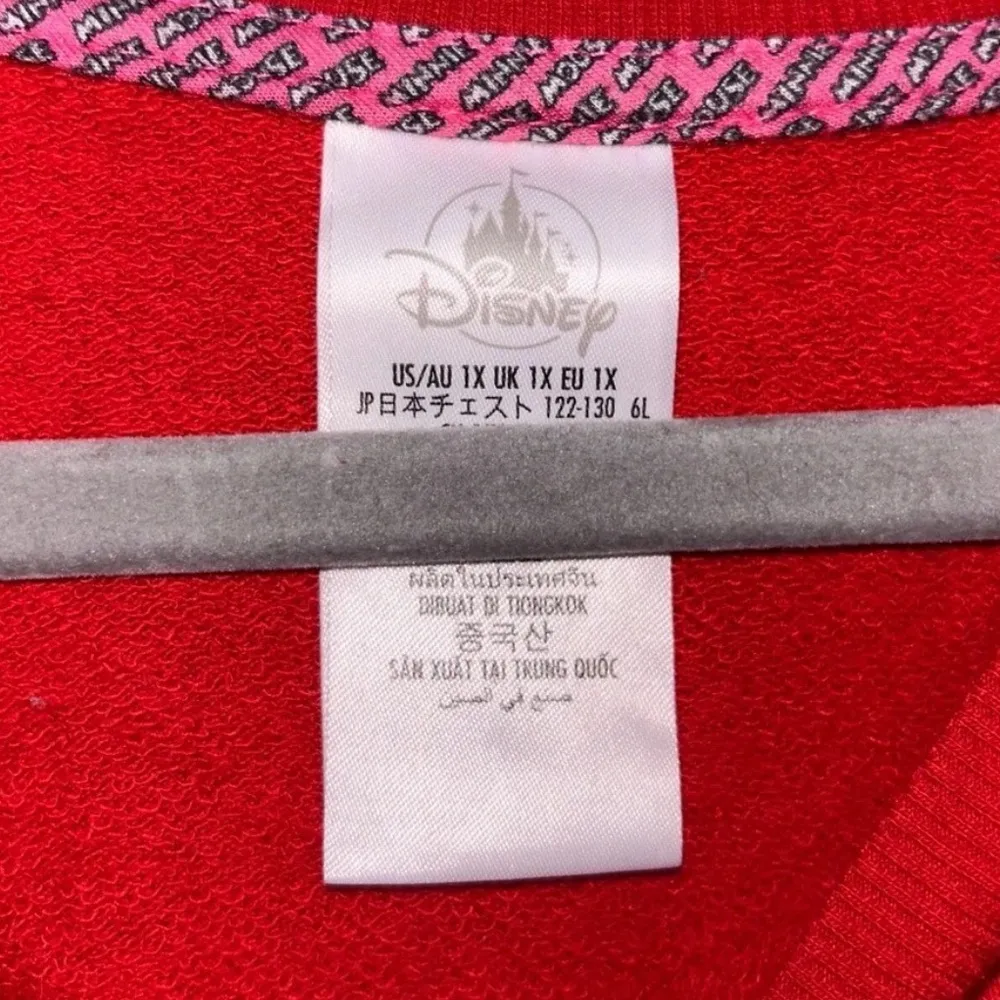 MINNIE MOUSE
DISNEY
US/AU 1X UK 1X EU 1X
JP日本チェスト 122-130 6L
ผลิตในประเทศจีน
DIBUAT DI TIONGKOK
중국산
SẢN XUẤT TẠI TRUNG QUỐC
صنع في الصين